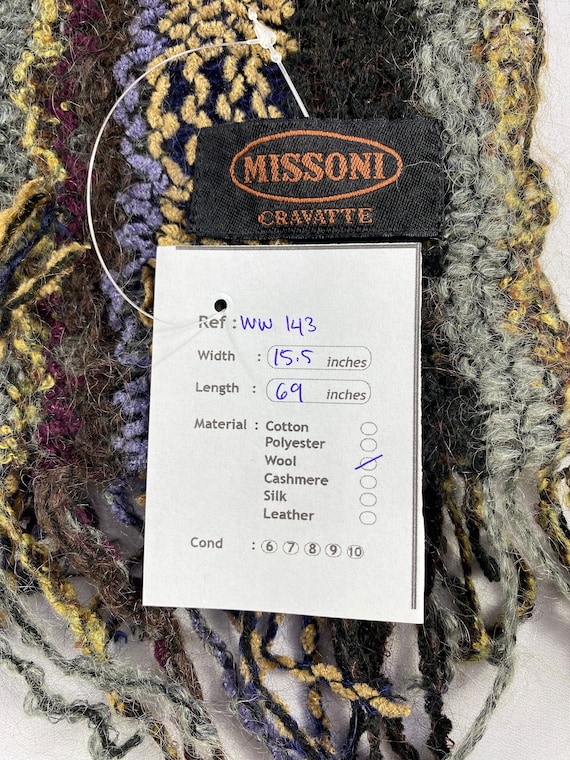 MISSONI
CRAVATTE
Ref : WW 143
Width : 15.5 inches
Length : 69 inches
Material : Cotton
Polyester
Wool
Cashmere
Silk
Leather
Cond : 6 7 8 9 10